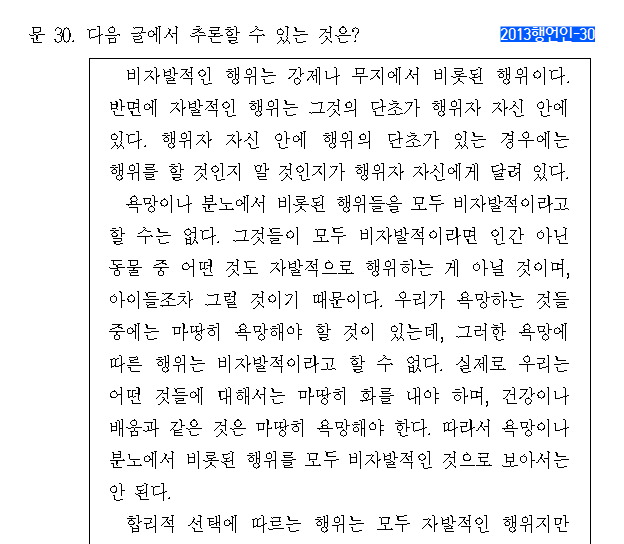 문 30. 다음 글에서 추론할 수 있는 것은? 2013행언인-30
비자발적인 행위는 강제나 무지에서 비롯된 행위이다.
반면에 자발적인 행위는 그것의 단초가 행위자 자신 안에
있다. 행위자 자신 안에 행위의 단초가 있는 경우에는
행위를 할 것인지 말 것인지가 행위자 자신에게 달려 있다.
욕망이나 분노에서 비롯된 행위들을 모두 비자발적이라고
할 수는 없다. 그것들이 모두 비자발적이라면 인간 아닌
동물 중 어떤 것도 자발적으로 행위하는 게 아닐 것이며,
아이들조차 그럴 것이기 때문이다. 우리가 욕망하는 것들
중에는 마땅히 욕망해야 할 것이 있는데, 그러한 욕망에
따른 행위는 비자발적이라고 할 수 없다. 실제로 우리는
어떤 것들에 대해서는 마땅히 화를 내야 하며, 건강이나
배움과 같은 것은 마땅히 욕망해야 한다. 따라서 욕망이나
분노에서 비롯된 행위를 모두 비자발적인 것으로 보아서는
안 된다.
합리적 선택에 따르는 행위는 모두 자발적인 행위지만